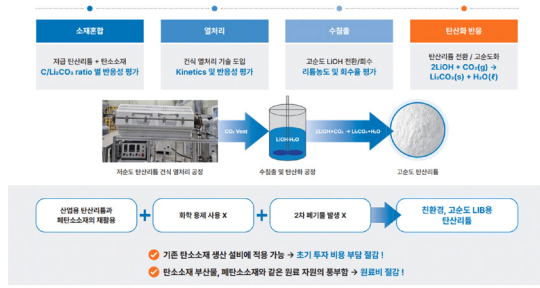 소재혼합
열처리
수침출
탄산화 반응
저급 탄산리튬 + 탄소소재
C/Li₂CO₃ ratio 별 반응성 평가
건식 열처리 기술 도입
Kinetics 및 반응성 평가
고순도 LiOH 전환/회수
리튬농도 및 회수율 평가
탄산리튬 전환 / 고순도화
2LiOH + CO₂(g) →
Li₂CO₃(s) + H₂O(ℓ)
CO₂ Vent
LiOH·H₂O
2LiOH+CO₂ → Li₂CO₃+H₂O
저순도 탄산리튬 건식 열처리 공정
수침출 및 탄산화 공정
고순도 탄산리튬
산업용 탄산리튬과
폐탄소소재의 재활용
+
화학 용제 사용 X
+
2차 폐기물 발생 X
친환경, 고순도 LIB용
탄산리튬
기존 탄소소재 생산 설비에 적용 가능 → 초기 투자 비용 부담 절감 !
탄소소재 부산물, 폐탄소소재와 같은 원료 자원의 풍부함 → 원료비 절감 !